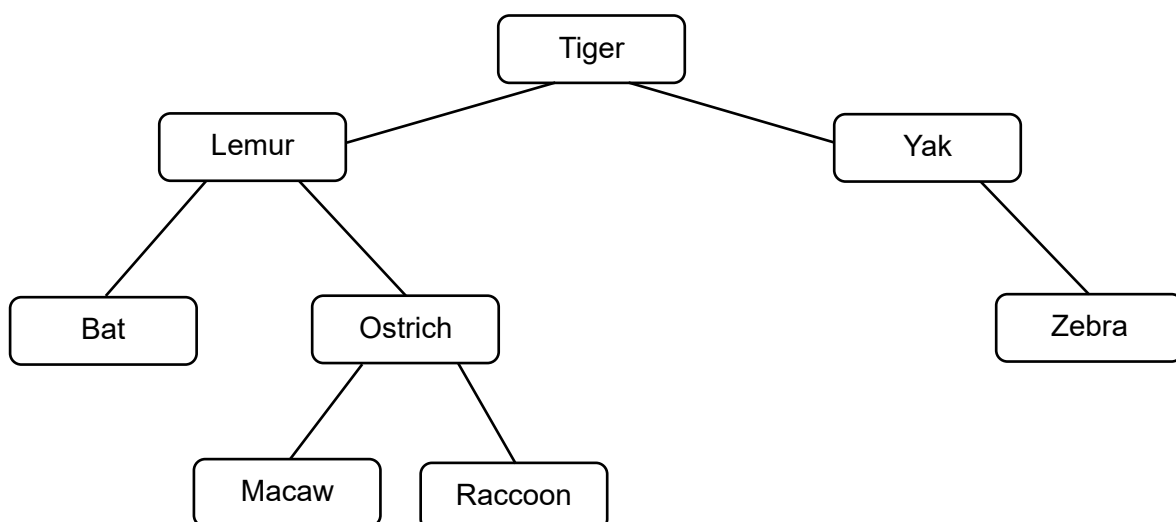 Tiger
Lemur
Yak
Bat
Ostrich
Zebra
Macaw
Raccoon